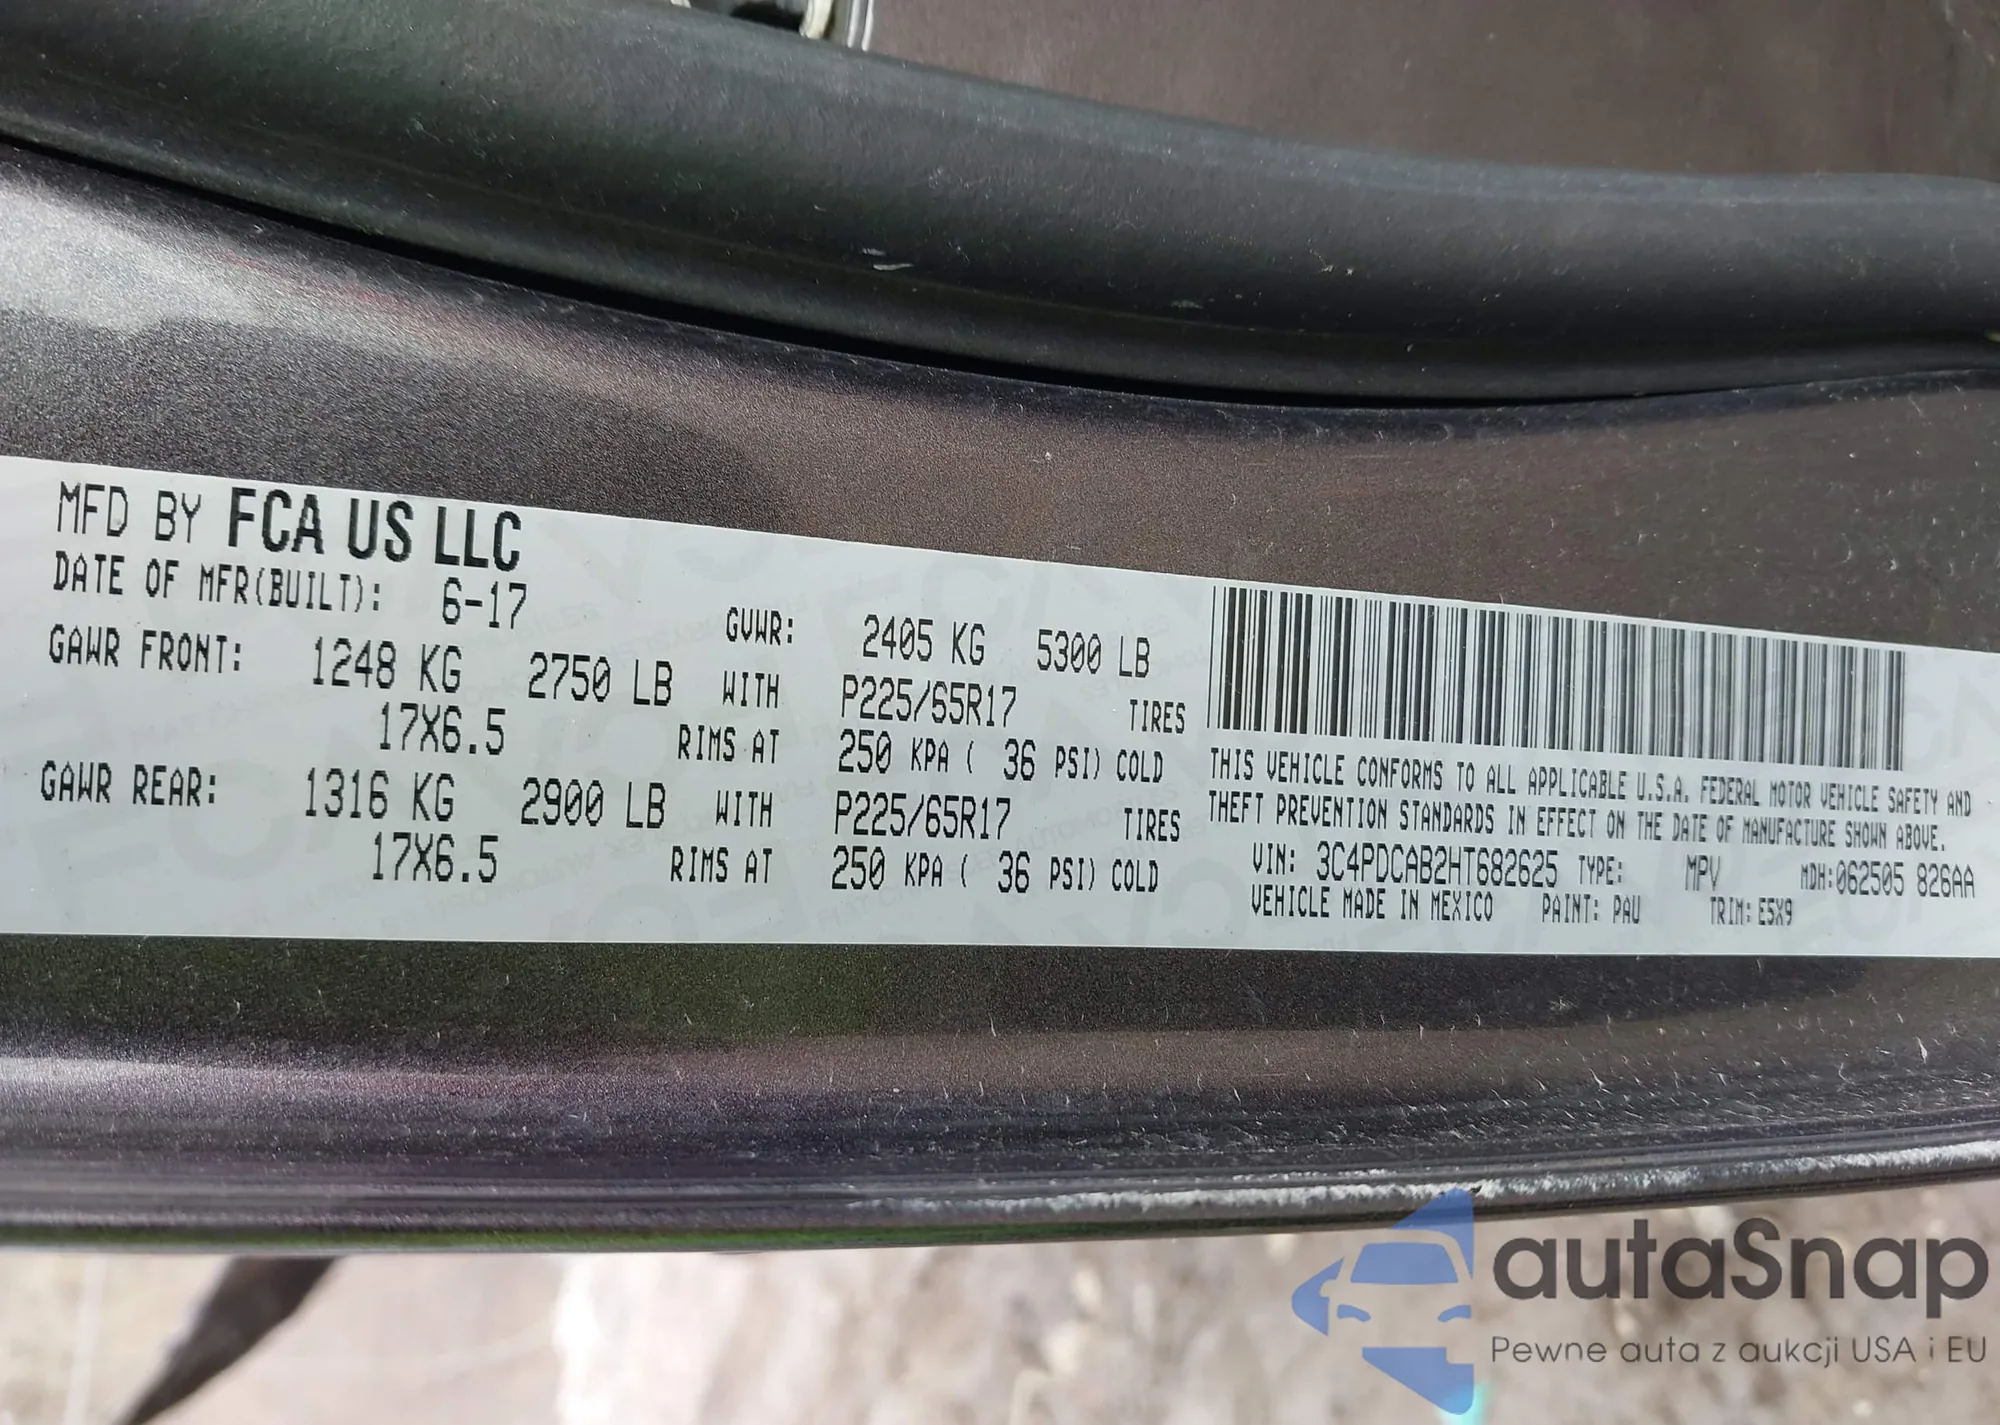 MFD BY FCA US LLC
DATE OF MFR(BUILT): 6-17
GVWR: 2405 KG 5300 LB
GAWR FRONT: 1248 KG 2750 LB WITH P225/65R17 TIRES
17X6.5 RIMS AT 250 KPA ( 36 PSI) COLD
GAWR REAR: 1316 KG 2900 LB WITH P225/65R17 TIRES
17X6.5 RIMS AT 250 KPA ( 36 PSI) COLD
THIS VEHICLE CONFORMS TO ALL APPLICABLE U.S.A. FEDERAL MOTOR VEHICLE SAFETY AND
THEFT PREVENTION STANDARDS IN EFFECT ON THE DATE OF MANUFACTURE SHOWN ABOVE.
VIN: 3C4PDCAB2HT682625 TYPE: MPV MDH:062505 826AA
VEHICLE MADE IN MEXICO PAINT: PAU TRIM: E5X9
autaSnap
Pewne auta z aukcji USA i EU